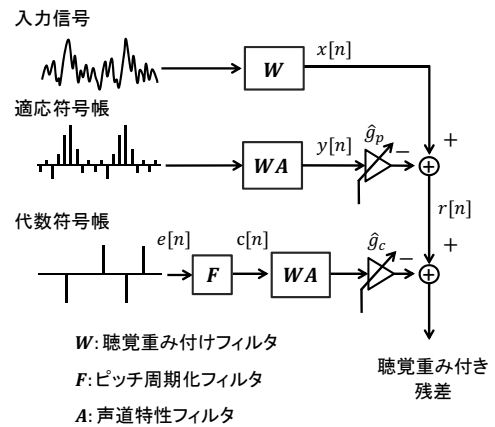 入力信号
W
x[n]
適応符号帳
WA
y[n]
ĝp
−
+
r[n]
代数符号帳
e[n]
F
c[n]
WA
ĝc
−
+
W: 聴覚重み付けフィルタ
F: ピッチ周期化フィルタ
A: 声道特性フィルタ
聴覚重み付き
残差